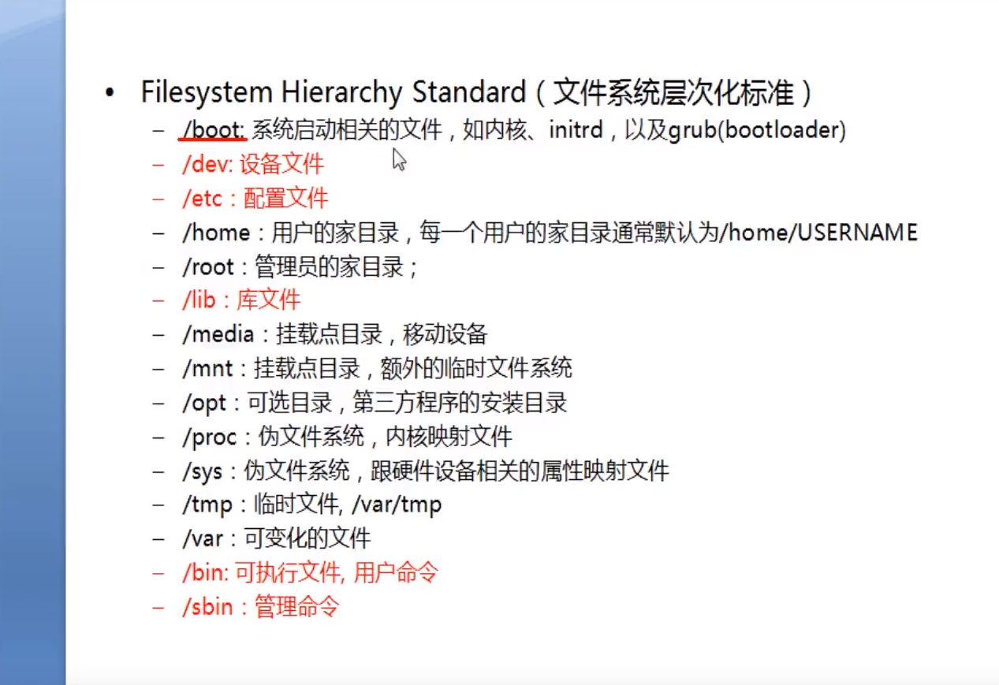 • Filesystem Hierarchy Standard（文件系统层次化标准）
– /boot: 系统启动相关的文件，如内核、initrd，以及grub(bootloader)
– /dev: 设备文件
– /etc：配置文件
– /home：用户的家目录，每一个用户的家目录通常默认为/home/USERNAME
– /root：管理员的家目录；
– /lib：库文件
– /media：挂载点目录，移动设备
– /mnt：挂载点目录，额外的临时文件系统
– /opt：可选目录，第三方程序的安装目录
– /proc：伪文件系统，内核映射文件
– /sys：伪文件系统，跟硬件设备相关的属性映射文件
– /tmp：临时文件, /var/tmp
– /var：可变化的文件
– /bin: 可执行文件, 用户命令
– /sbin：管理命令